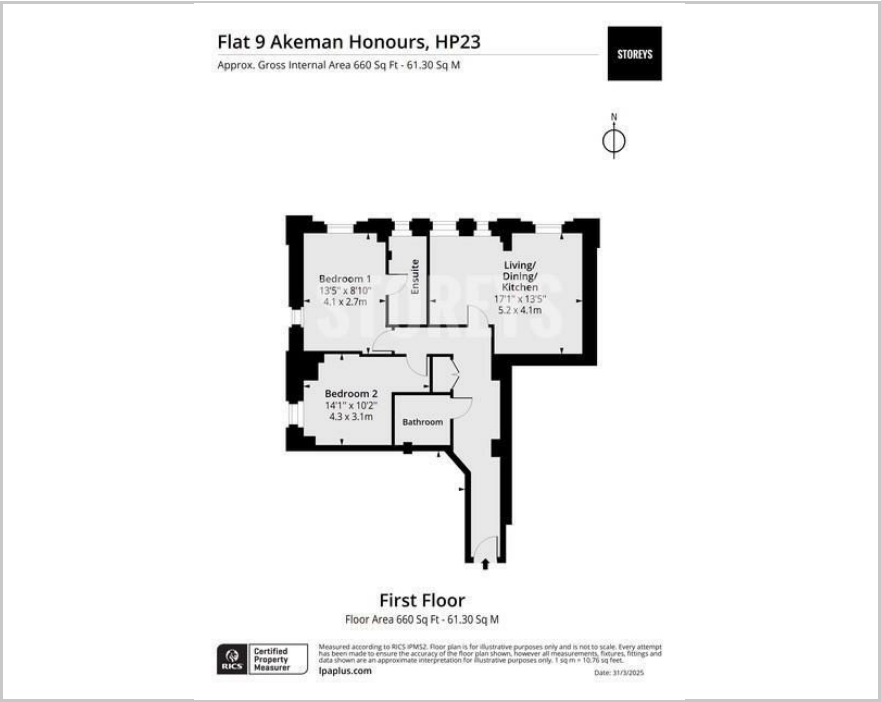 Flat 9 Akeman Honours, HP23
Approx. Gross Internal Area 660 Sq Ft - 61.30 Sq M
STOREYS
N
STOREYS
Bedroom 1
13'5" x 8'10"
4.1 x 2.7m
Ensuite
Living/
Dining/
Kitchen
17'1" x 13'5"
5.2 x 4.1m
Bedroom 2
14'1" x 10'2"
4.3 x 3.1m
Bathroom
First Floor
Floor Area 660 Sq Ft - 61.30 Sq M
RICS
Certified
Property
Measurer
Measured according to RICS IPMS2. Floor plan is for illustrative purposes only and is not to scale. Every attempt
has been made to ensure the accuracy of the floor plan shown, however all measurements, fixtures, fittings and
data shown are an approximate interpretation for illustrative purposes only. 1 sq m = 10.76 sq feet.
lpaplus.com
Date: 31/3/2025